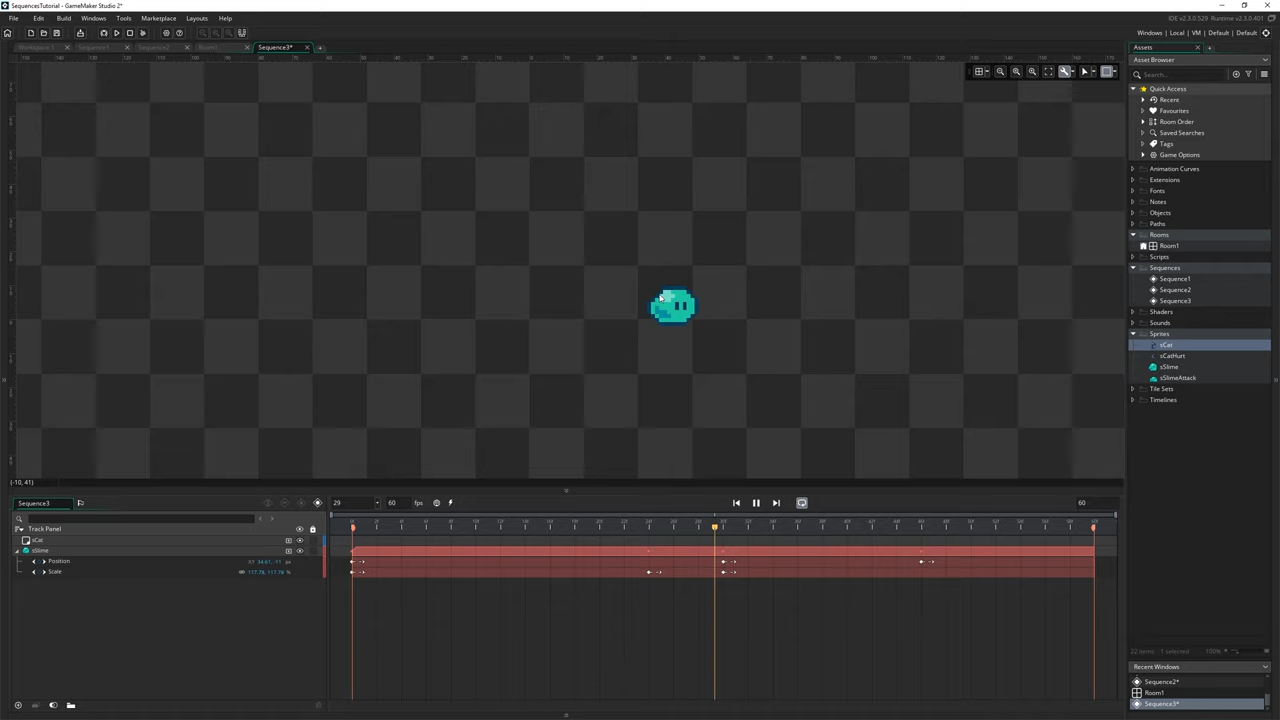 SequencesTutorial - GameMaker Studio 2*
File Edit Build Windows Tools Marketplace Layouts Help
IDE v2.3.0.529 Runtime v2.3.0.401
Windows | Local | VM | Default | Default
Workspace 1 Sequence1 Sequence2 Room1 Sequence3*
Assets
Asset Browser
Search...
Quick Access
Recent
Favourites
Room Order
Saved Searches
Tags
Game Options
Animation Curves
Extensions
Fonts
Notes
Objects
Paths
Rooms
Room1
Scripts
Sequences
Sequence1
Sequence2
Sequence3
Shaders
Sounds
Sprites
sCat
sCatHurt
sSlime
sSlimeAttack
Tile Sets
Timelines
(-10, 41)
Sequence3
29 60 fps 60
Track Panel
sCat
sSlime
Position
Scale
22 items 1 selected 100%
Recent Windows
Sequence2*
Room1
Sequence3*